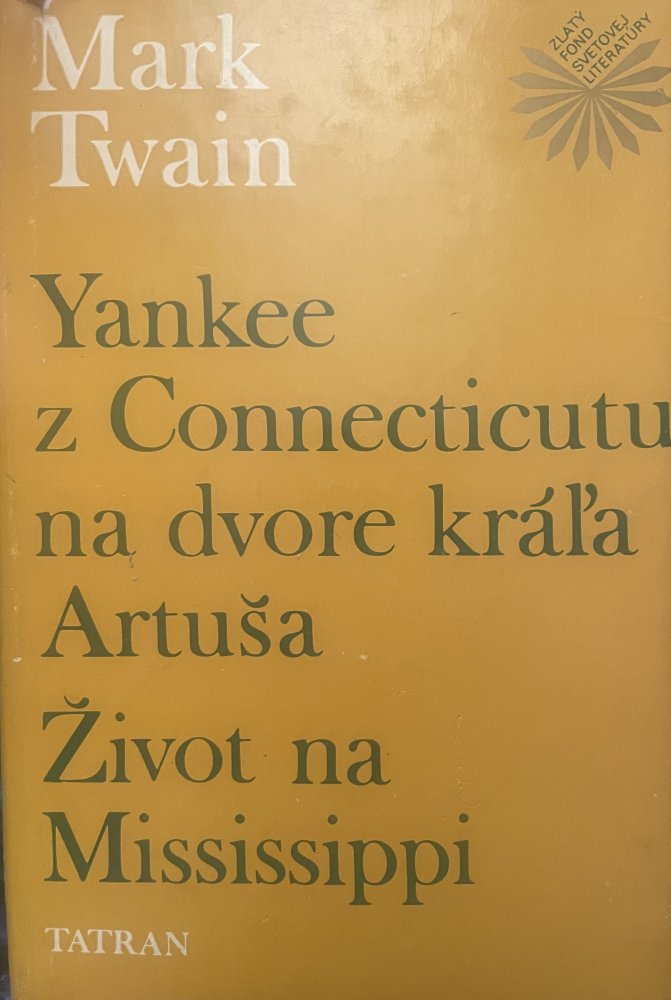 Mark
Twain
ZLATÝ
FOND
SVETOVEJ
LITERATÚRY
Yankee
z Connecticutu
na dvore kráľa
Artuša
Život na
Mississippi
TATRAN